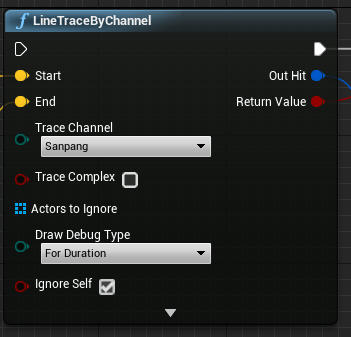 LineTraceByChannel
Start
Out Hit
End
Return Value
Trace Channel
Sanpang
Trace Complex
Actors to Ignore
Draw Debug Type
For Duration
Ignore Self